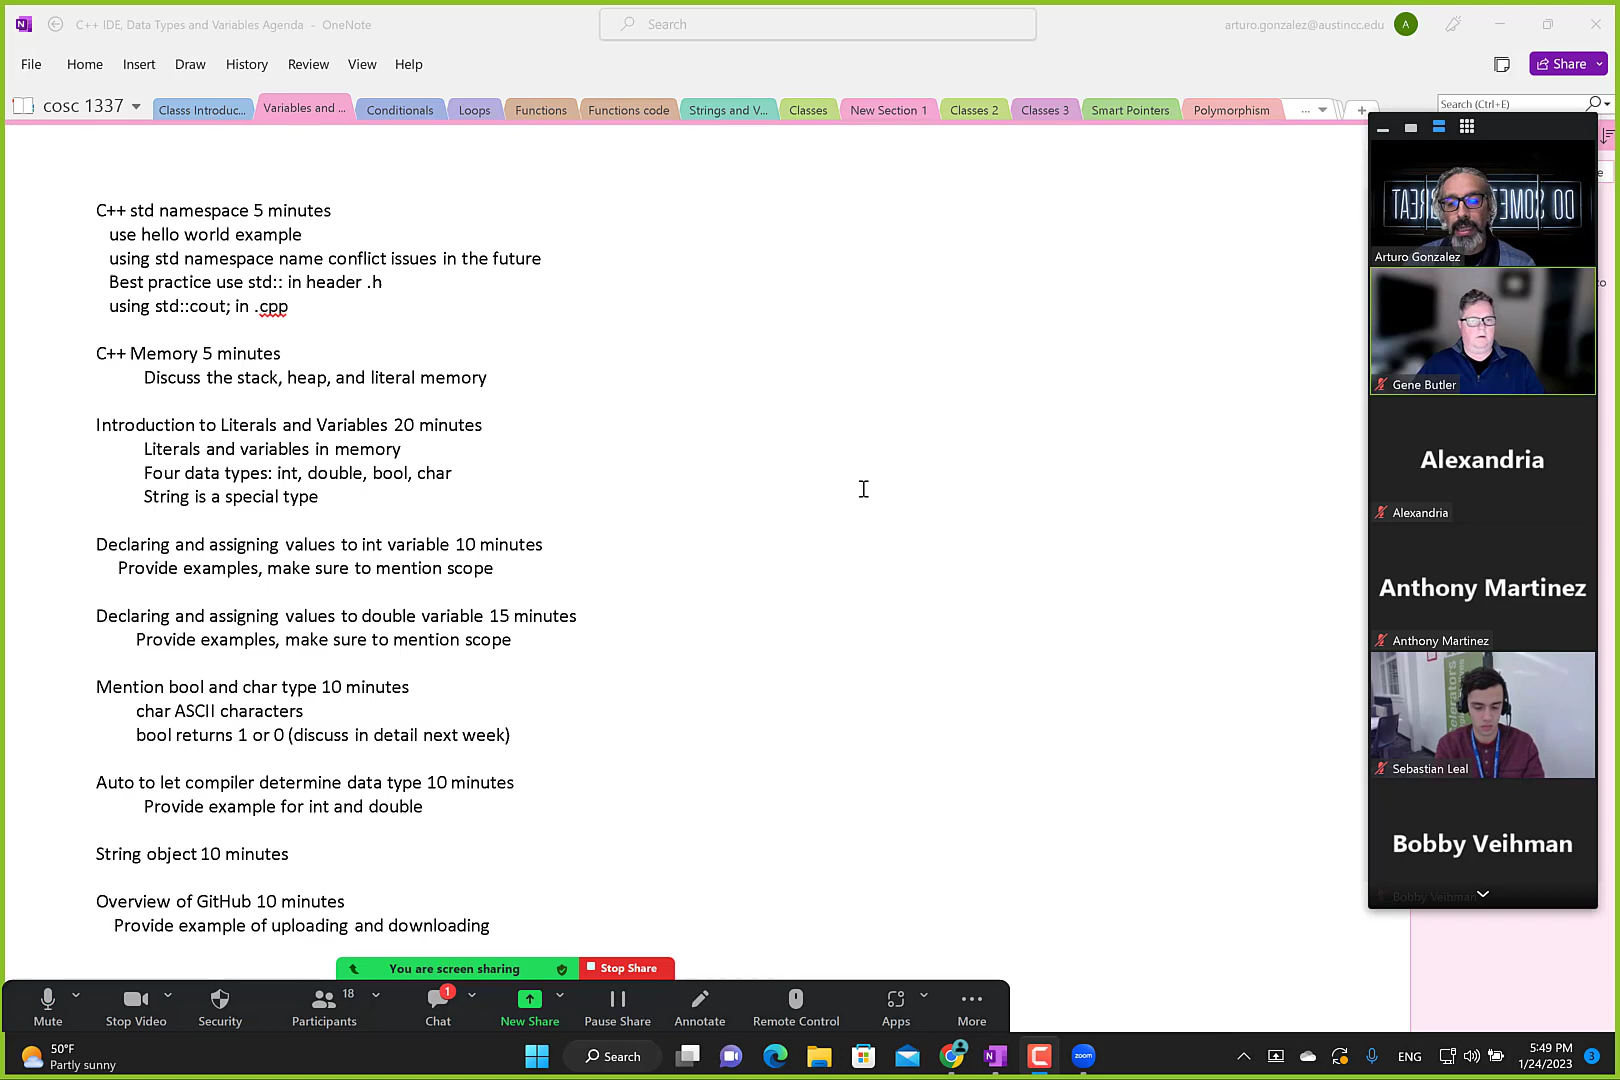 C++ IDE, Data Types and Variables Agenda - OneNote
Search
arturo.gonzalez@austincc.edu
A
File Home Insert Draw History Review View Help
Share
cosc 1337
Classs Introduc...
Variables and ...
Conditionals
Loops
Functions
Functions code
Strings and V...
Classes
New Section 1
Classes 2
Classes 3
Smart Pointers
Polymorphism
...
Search (Ctrl+E)
C++ std namespace 5 minutes
use hello world example
using std namespace name conflict issues in the future
Best practice use std:: in header .h
using std::cout; in .cpp
C++ Memory 5 minutes
Discuss the stack, heap, and literal memory
Introduction to Literals and Variables 20 minutes
Literals and variables in memory
Four data types: int, double, bool, char
String is a special type
Declaring and assigning values to int variable 10 minutes
Provide examples, make sure to mention scope
Declaring and assigning values to double variable 15 minutes
Provide examples, make sure to mention scope
Mention bool and char type 10 minutes
char ASCII characters
bool returns 1 or 0 (discuss in detail next week)
Auto to let compiler determine data type 10 minutes
Provide example for int and double
String object 10 minutes
Overview of GitHub 10 minutes
Provide example of uploading and downloading
Arturo Gonzalez
Gene Butler
Alexandria
Alexandria
Anthony Martinez
Anthony Martinez
Sebastian Leal
Bobby Veihman
Bobby Veihman
You are screen sharing
Stop Share
Mute
Stop Video
Security
18
Participants
1
Chat
New Share
Pause Share
Annotate
Remote Control
Apps
More
50°F
Partly sunny
Search
zoom
ENG
5:49 PM
1/24/2023
3